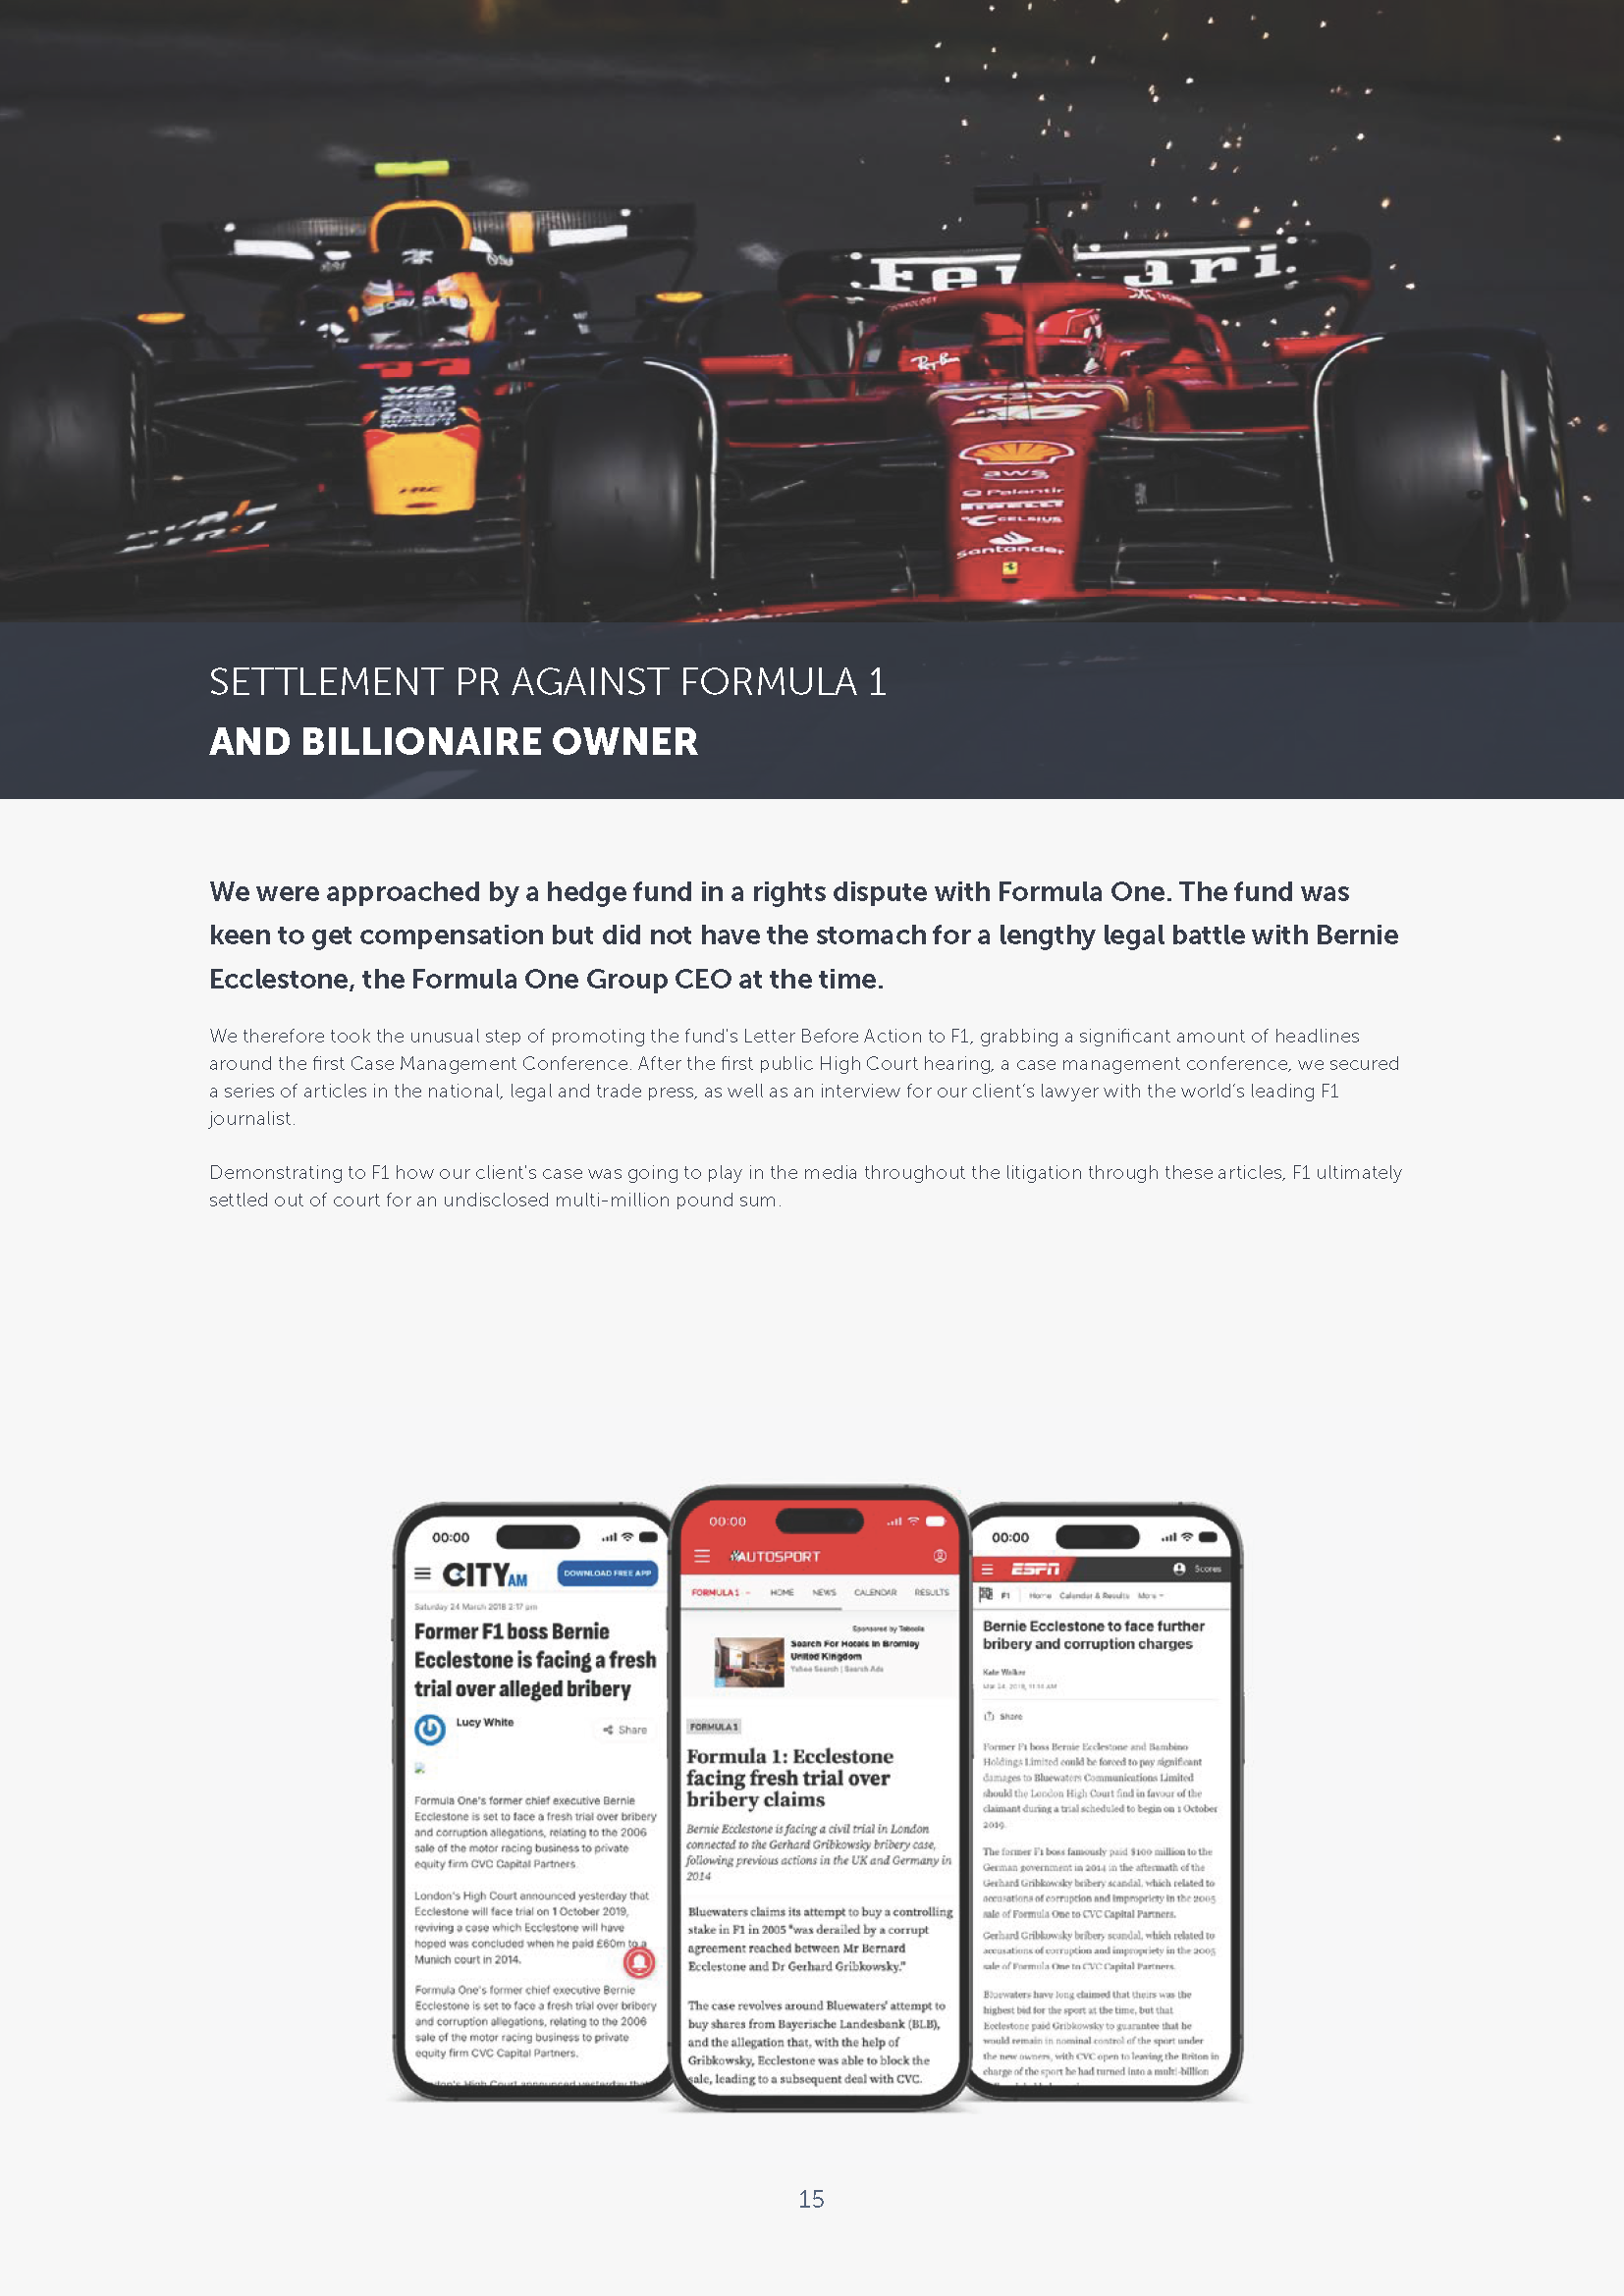 Ferrari.
Ray-Ban
ORACLE
VISA
HRC
aws
Palantir
PIRELLI
CELSIUS
Santander
SETTLEMENT PR AGAINST FORMULA 1
AND BILLIONAIRE OWNER
We were approached by a hedge fund in a rights dispute with Formula One. The fund was
keen to get compensation but did not have the stomach for a lengthy legal battle with Bernie
Ecclestone, the Formula One Group CEO at the time.
We therefore took the unusual step of promoting the fund's Letter Before Action to F1, grabbing a significant amount of headlines
around the first Case Management Conference. After the first public High Court hearing, a case management conference, we secured
a series of articles in the national, legal and trade press, as well as an interview for our client's lawyer with the world's leading F1
journalist.
Demonstrating to F1 how our client's case was going to play in the media throughout the litigation through these articles, F1 ultimately
settled out of court for an undisclosed multi-million pound sum.
00:00
CITY AM
DOWNLOAD FREE APP
Saturday 24 March 2018 2:17 pm
Former F1 boss Bernie
Ecclestone is facing a fresh
trial over alleged bribery
Lucy White
Share
Formula One's former chief executive Bernie
Ecclestone is set to face a fresh trial over bribery
and corruption allegations, relating to the 2006
sale of the motor racing business to private
equity firm CVC Capital Partners.
London's High Court announced yesterday that
Ecclestone will face trial on 1 October 2019,
reviving a case which Ecclestone will have
hoped was concluded when he paid £60m to a
Munich court in 2014.
Formula One's former chief executive Bernie
Ecclestone is set to face a fresh trial over bribery
and corruption allegations, relating to the 2006
sale of the motor racing business to private
equity firm CVC Capital Partners.
London's High Court announced yesterday that
00:00
AUTOSPORT
FORMULA 1 HOME NEWS CALENDAR RESULTS
Sponsored by Taboola
Search For Hotels In Bromley
United Kingdom
Yahoo Search | Search Ads
FORMULA 1
Formula 1: Ecclestone
facing fresh trial over
bribery claims
Bernie Ecclestone is facing a civil trial in London
connected to the Gerhard Gribkowsky bribery case,
following previous actions in the UK and Germany in
2014
Bluewaters claims its attempt to buy a controlling
stake in F1 in 2005 "was derailed by a corrupt
agreement reached between Mr Bernard
Ecclestone and Dr Gerhard Gribkowsky."
The case revolves around Bluewaters' attempt to
buy shares from Bayerische Landesbank (BLB),
and the allegation that, with the help of
Gribkowsky, Ecclestone was able to block the
sale, leading to a subsequent deal with CVC.
00:00
ESPN
Scores
F1 Home Calendar & Results More
Bernie Ecclestone to face further
bribery and corruption charges
Kate Walker
Mar 24, 2018, 11:11 AM
Share
Former F1 boss Bernie Ecclestone and Bambino
Holdings Limited could be forced to pay significant
damages to Bluewaters Communications Limited
should the London High Court find in favour of the
claimant during a trial scheduled to begin on 1 October
2019.
The former F1 boss famously paid $100 million to the
German government in 2014 in the aftermath of the
Gerhard Gribkowsky bribery scandal, which related to
accusations of corruption and impropriety in the 2005
sale of Formula One to CVC Capital Partners.
Gerhard Gribkowsky bribery scandal, which related to
accusations of corruption and impropriety in the 2005
sale of Formula One to CVC Capital Partners.
Bluewaters have long claimed that theirs was the
highest bid for the sport at the time, but that
Ecclestone paid Gribkowsky to guarantee that he
would remain in nominal control of the sport under
the new owners, with CVC open to leaving the Briton in
charge of the sport he had turned into a multi-billion
15